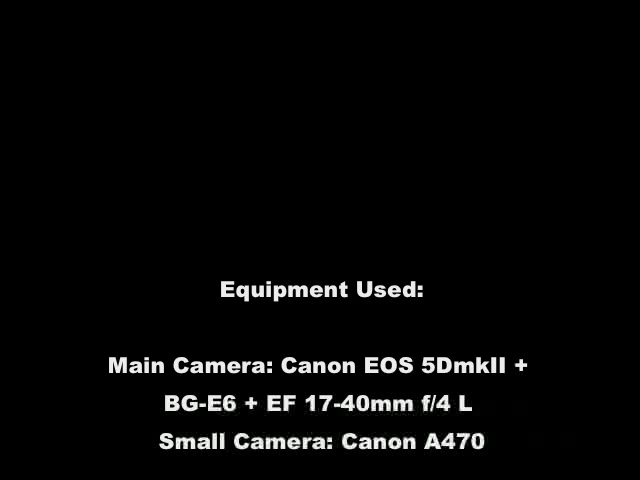 Equipment Used:
Main Camera: Canon EOS 5DmkII +
BG-E6 + EF 17-40mm f/4 L
Small Camera: Canon A470